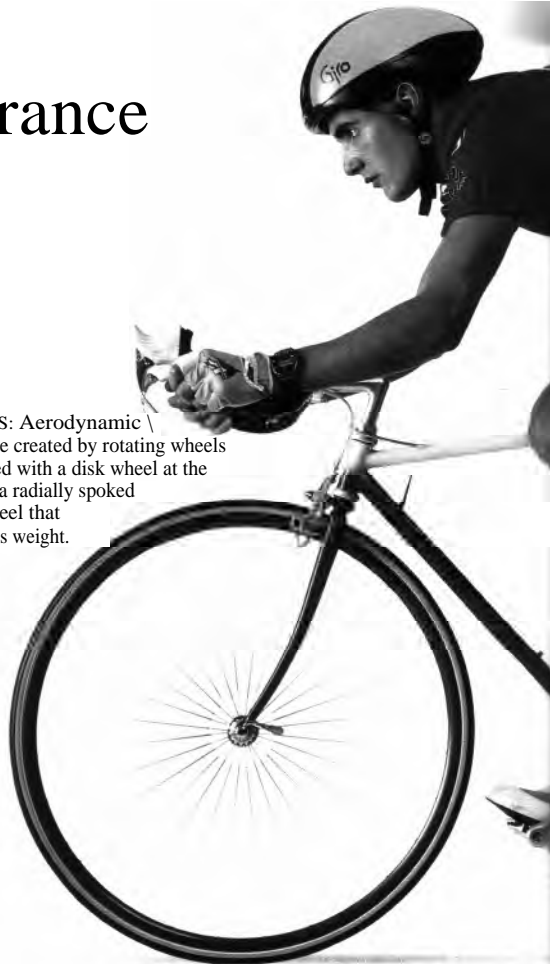 rance
Giro
S: Aerodynamic \
e created by rotating wheels
ed with a disk wheel at the
a radially spoked
eel that
s weight.